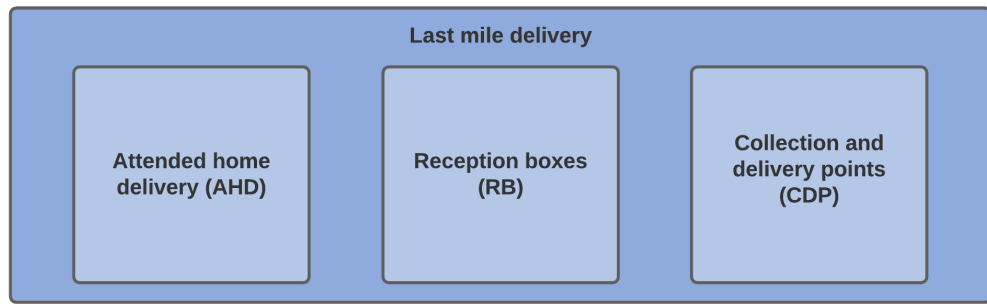 Last mile delivery
Attended home
delivery (AHD)
Reception boxes
(RB)
Collection and
delivery points
(CDP)